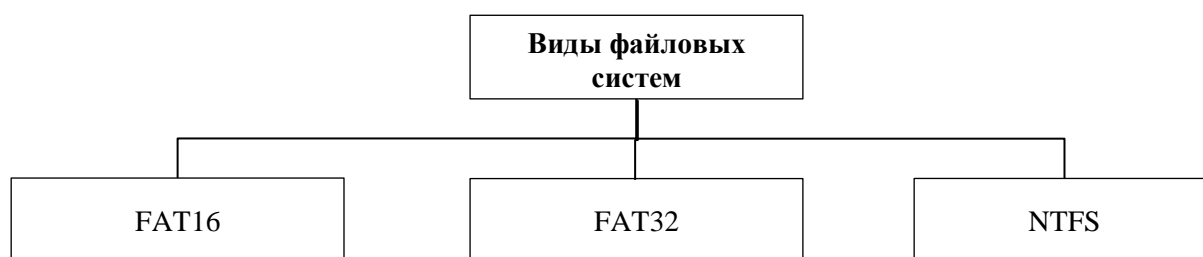 Виды файловых
систем
FAT16
FAT32
NTFS